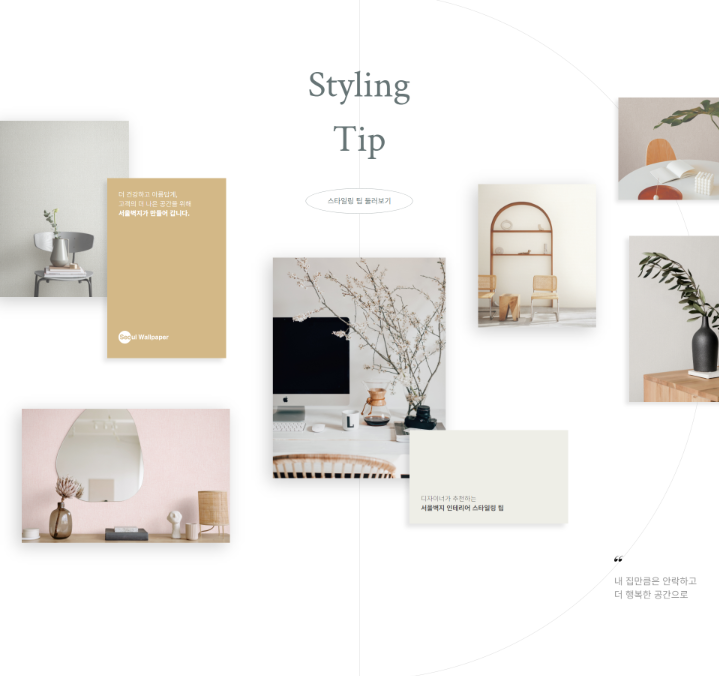 Styling
Tip
스타일링 팁 둘러보기
더 건강하고 아름답게,
고객의 더 나은 공간을 위해
서울벽지가 만들어 갑니다.
Seoul Wallpaper
L
디자이너가 추천하는
서울벽지 인테리어 스타일링 팁
“
내 집만큼은 안락하고
더 행복한 공간으로